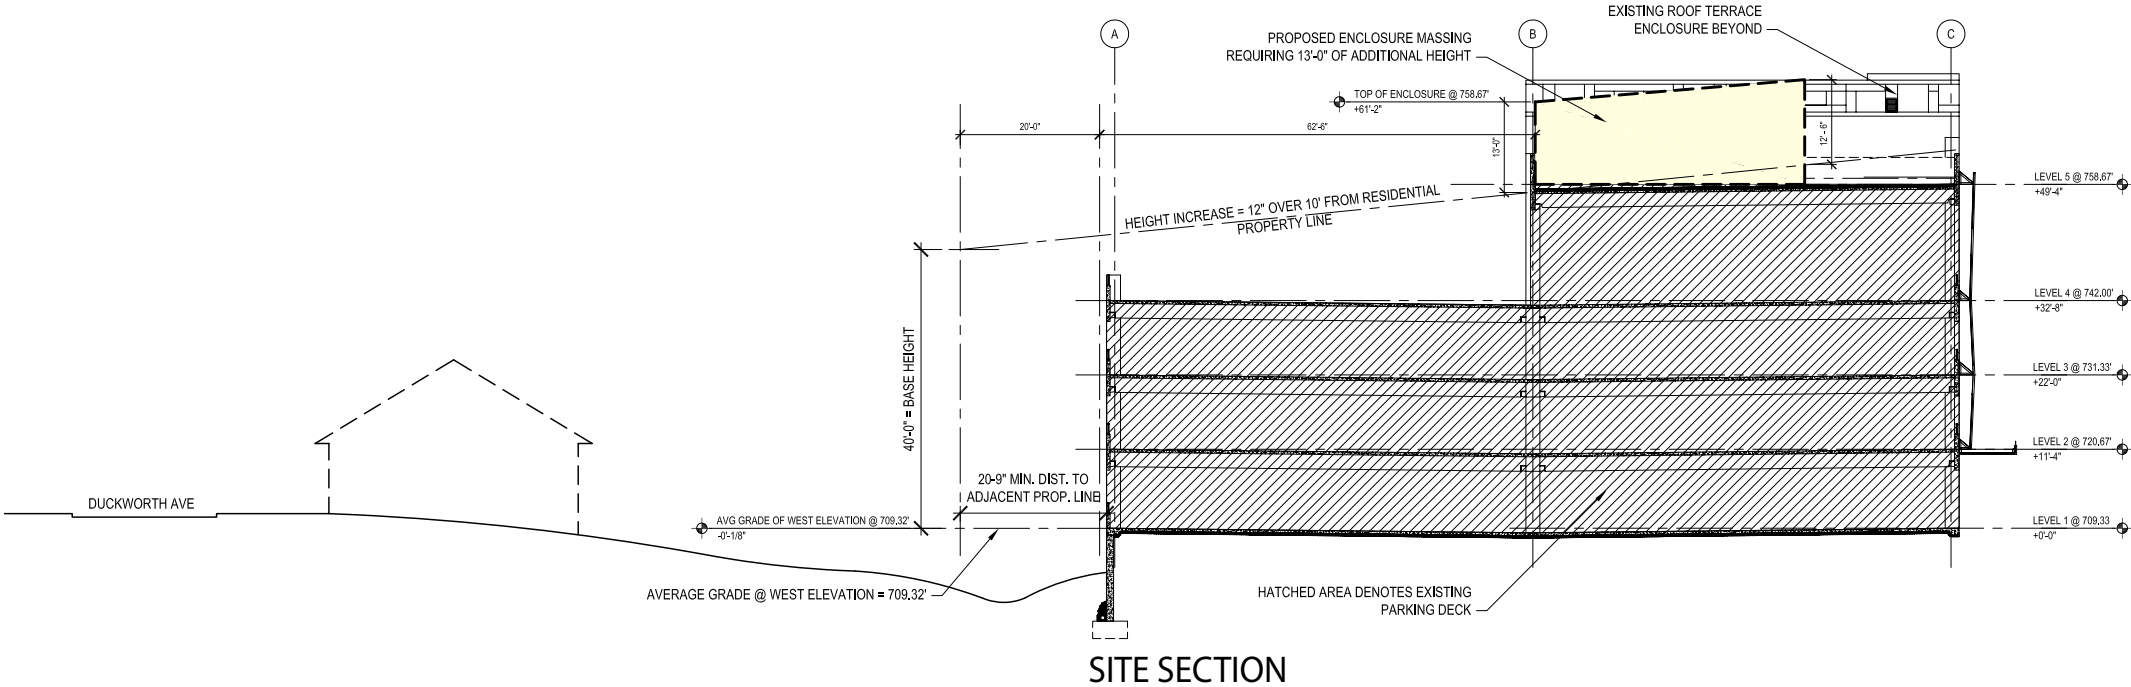 EXISTING ROOF TERRACE
ENCLOSURE BEYOND
A
B
C
PROPOSED ENCLOSURE MASSING
REQUIRING 13'-0" OF ADDITIONAL HEIGHT
TOP OF ENCLOSURE @ 758.67'
+61'-2"
20'-0"
62'-6"
13'-0"
12'-6"
LEVEL 5 @ 758.67'
+49'-4"
HEIGHT INCREASE = 12" OVER 10' FROM RESIDENTIAL
PROPERTY LINE
LEVEL 4 @ 742.00'
+32'-8"
40'-0" = BASE HEIGHT
LEVEL 3 @ 731.33'
+22'-0"
LEVEL 2 @ 720.67'
+11'-4"
20-9" MIN. DIST. TO
ADJACENT PROP. LINE
DUCKWORTH AVE
AVG GRADE OF WEST ELEVATION @ 709.32'
-0'-1/8"
LEVEL 1 @ 709.33
+0'-0"
AVERAGE GRADE @ WEST ELEVATION = 709.32'
HATCHED AREA DENOTES EXISTING
PARKING DECK
SITE SECTION